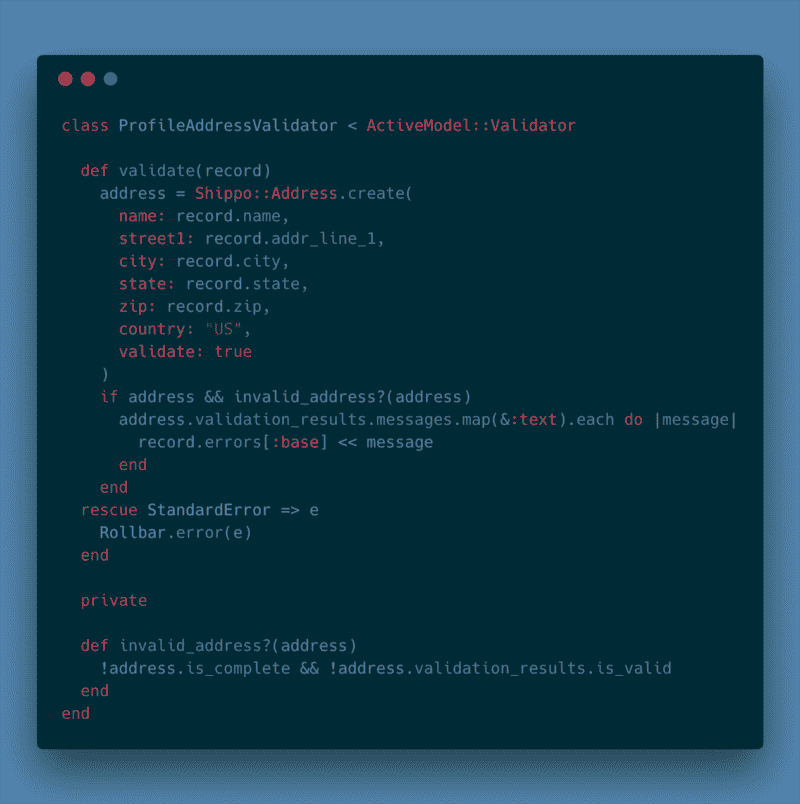 class ProfileAddressValidator < ActiveModel::Validator
def validate(record)
address = Shippo::Address.create(
name: record.name,
street1: record.addr_line_1,
city: record.city,
state: record.state,
zip: record.zip,
country: "US",
validate: true
)
if address && invalid_address?(address)
address.validation_results.messages.map(&:text).each do |message|
record.errors[:base] << message
end
end
rescue StandardError => e
Rollbar.error(e)
end
private
def invalid_address?(address)
!address.is_complete && !address.validation_results.is_valid
end
end